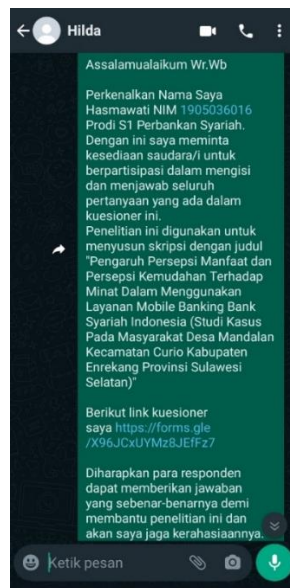 Hilda
Assalamualaikum Wr.Wb
Perkenalkan Nama Saya
Hasmawati NIM 1905036016
Prodi S1 Perbankan Syariah.
Dengan ini saya meminta
kesediaan saudara/i untuk
berpartisipasi dalam mengisi
dan menjawab seluruh
pertanyaan yang ada dalam
kuesioner ini.
Penelitian ini digunakan untuk
menyusun skripsi dengan judul
"Pengaruh Persepsi Manfaat dan
Persepsi Kemudahan Terhadap
Minat Dalam Menggunakan
Layanan Mobile Banking Bank
Syariah Indonesia (Studi Kasus
Pada Masyarakat Desa Mandalan
Kecamatan Curio Kabupaten
Enrekang Provinsi Sulawesi
Selatan)"
Berikut link kuesioner
saya https://forms.gle
/X96JCxUYMz8JEfFz7
Diharapkan para responden
dapat memberikan jawaban
yang sebenar-benarnya demi
membantu penelitian ini dan
akan saya jaga kerahasiaannya.
Ketik pesan